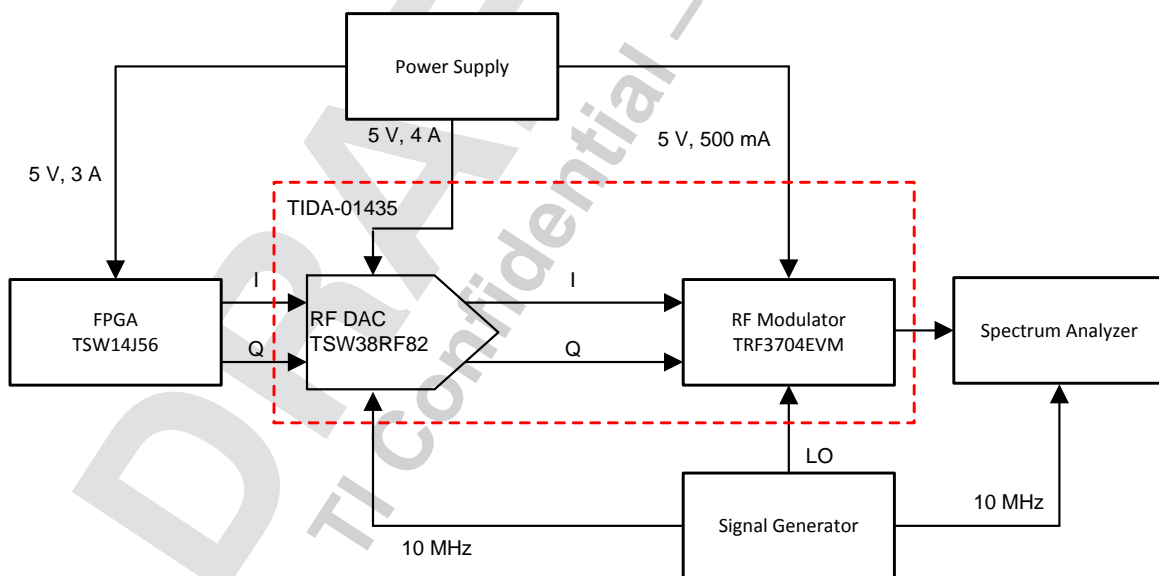 Power Supply
5 V, 4 A
5 V, 500 mA
5 V, 3 A
TIDA-01435
FPGA
TSW14J56
I
Q
RF DAC
TSW38RF82
I
Q
RF Modulator
TRF3704EVM
Spectrum Analyzer
LO
Signal Generator
10 MHz
10 MHz
DRA
TI Confidential –